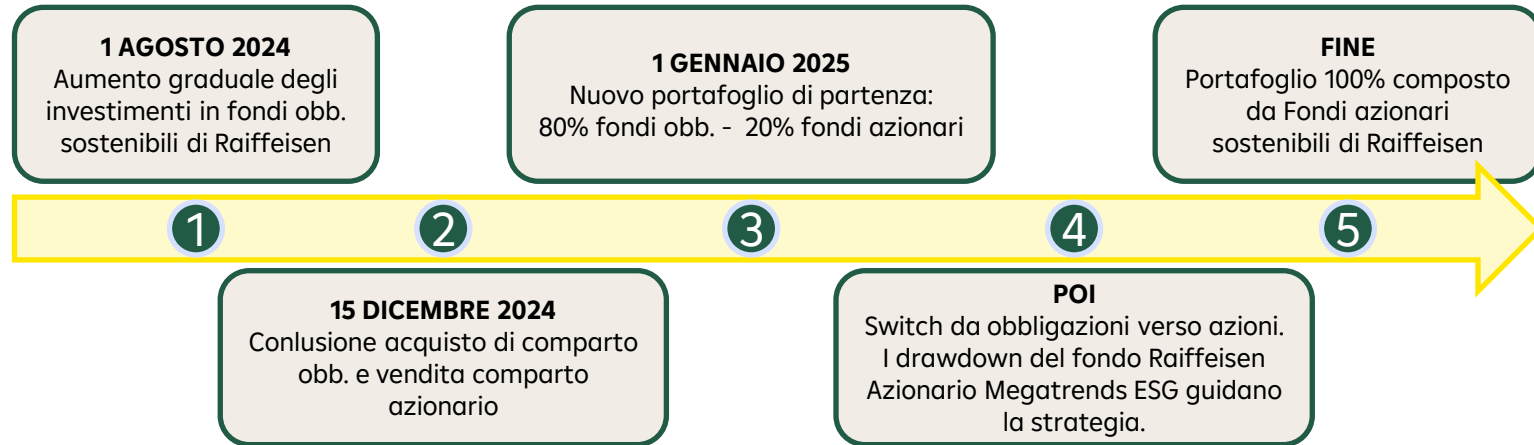 1 AGOSTO 2024
Aumento graduale degli
investimenti in fondi obb.
sostenibili di Raiffeisen
1 GENNAIO 2025
Nuovo portafoglio di partenza:
80% fondi obb. - 20% fondi azionari
FINE
Portafoglio 100% composto
da Fondi azionari
sostenibili di Raiffeisen
1
2
3
4
5
15 DICEMBRE 2024
Conlusione acquisto di comparto
obb. e vendita comparto
azionario
POI
Switch da obbligazioni verso azioni.
I drawdown del fondo Raiffeisen
Azionario Megatrends ESG guidano
la strategia.